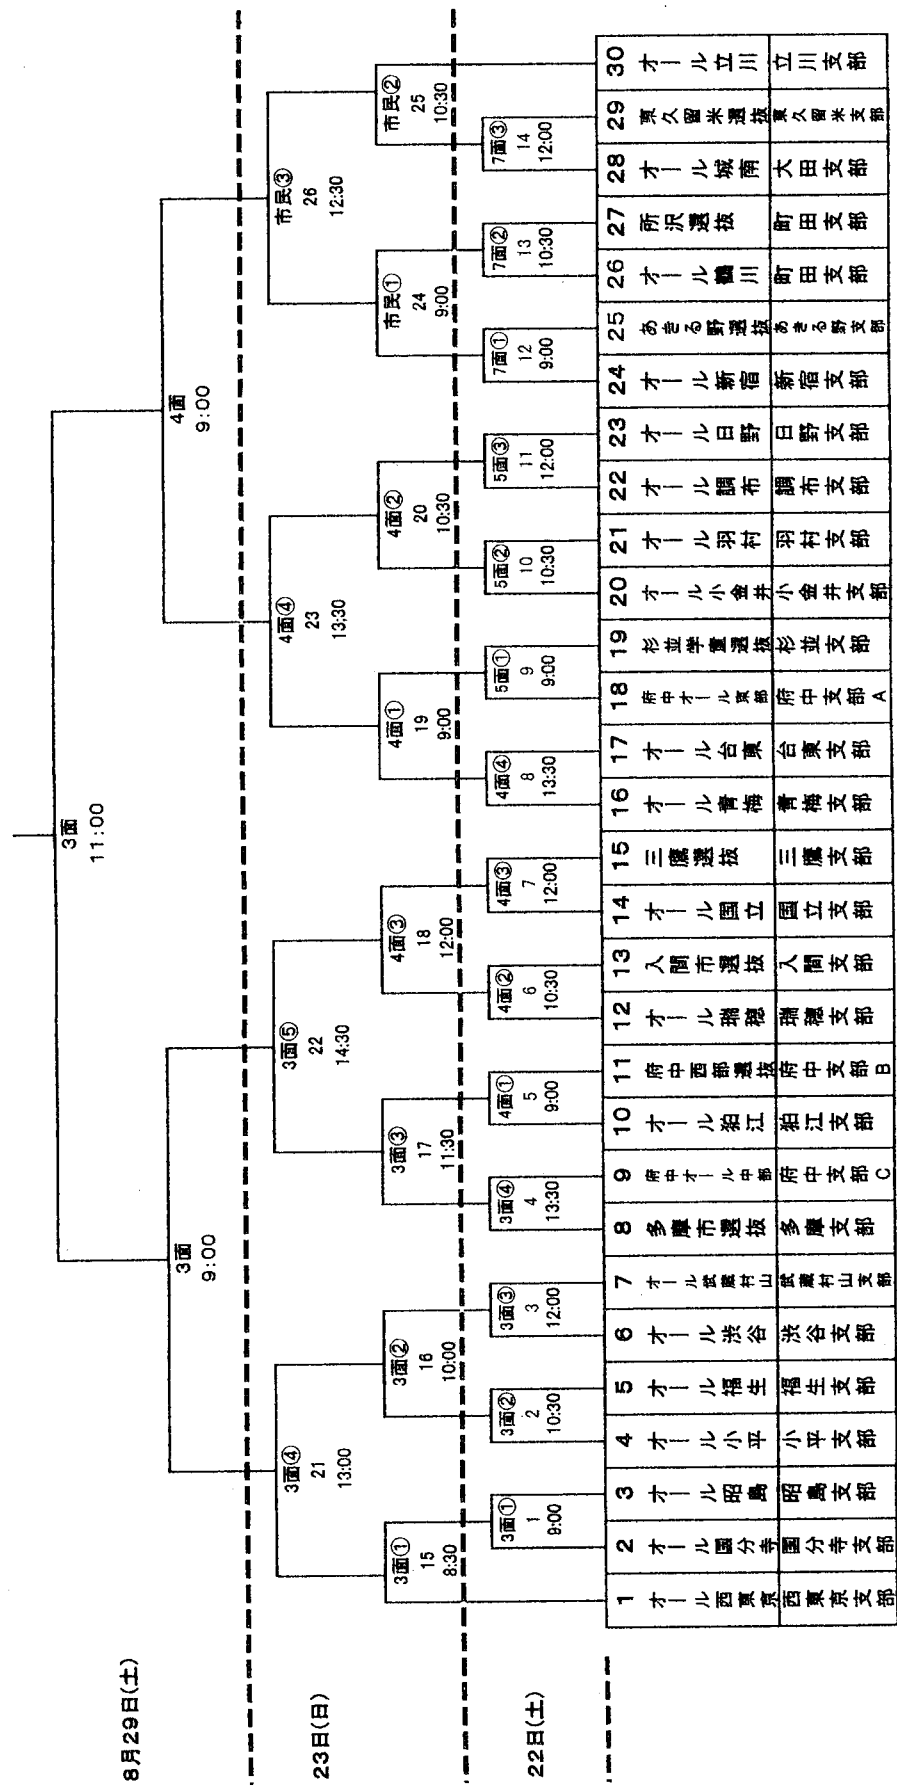 8月29日(土)
3面
11:00
3面
9:00
4面
9:00
23日(日)
3面④
21
13:00
3面⑤
22
14:30
4面④
23
13:30
市民③
26
12:30
3面①
15
8:30
3面②
16
10:00
3面③
17
11:30
4面③
18
12:00
4面①
19
9:00
4面②
20
10:30
市民①
24
9:00
市民②
25
10:30
22日(土)
3面①
1
9:00
3面②
2
10:30
3面③
3
12:00
3面④
4
13:30
4面①
5
9:00
4面②
6
10:30
4面③
7
12:00
4面④
8
13:30
5面①
9
9:00
5面②
10
10:30
5面③
11
12:00
7面①
12
9:00
7面②
13
10:30
7面③
14
12:00
1 オール西東京 西東京支部
2 オール国分寺 国分寺支部
3 オール昭島 昭島支部
4 オール小平 小平支部
5 オール福生 福生支部
6 オール渋谷 渋谷支部
7 オール武蔵村山 武蔵村山支部
8 多摩市選抜 多摩支部
9 府中オール中部 府中支部C
10 オール狛江 狛江支部
11 府中西部選抜 府中支部B
12 オール瑞穂 瑞穂支部
13 入間市選抜 入間支部
14 オール国立 国立支部
15 三鷹選抜 三鷹支部
16 オール青梅 青梅支部
17 オール台東 台東支部
18 府中オール東部 府中支部A
19 杉並学童選抜 杉並支部
20 オール小金井 小金井支部
21 オール羽村 羽村支部
22 オール調布 調布支部
23 オール日野 日野支部
24 オール新宿 新宿支部
25 あきる野選抜 あきる野支部
26 オール鶴川 町田支部
27 所沢選抜 町田支部
28 オール城南 大田支部
29 東久留米選抜 東久留米支部
30 オール立川 立川支部